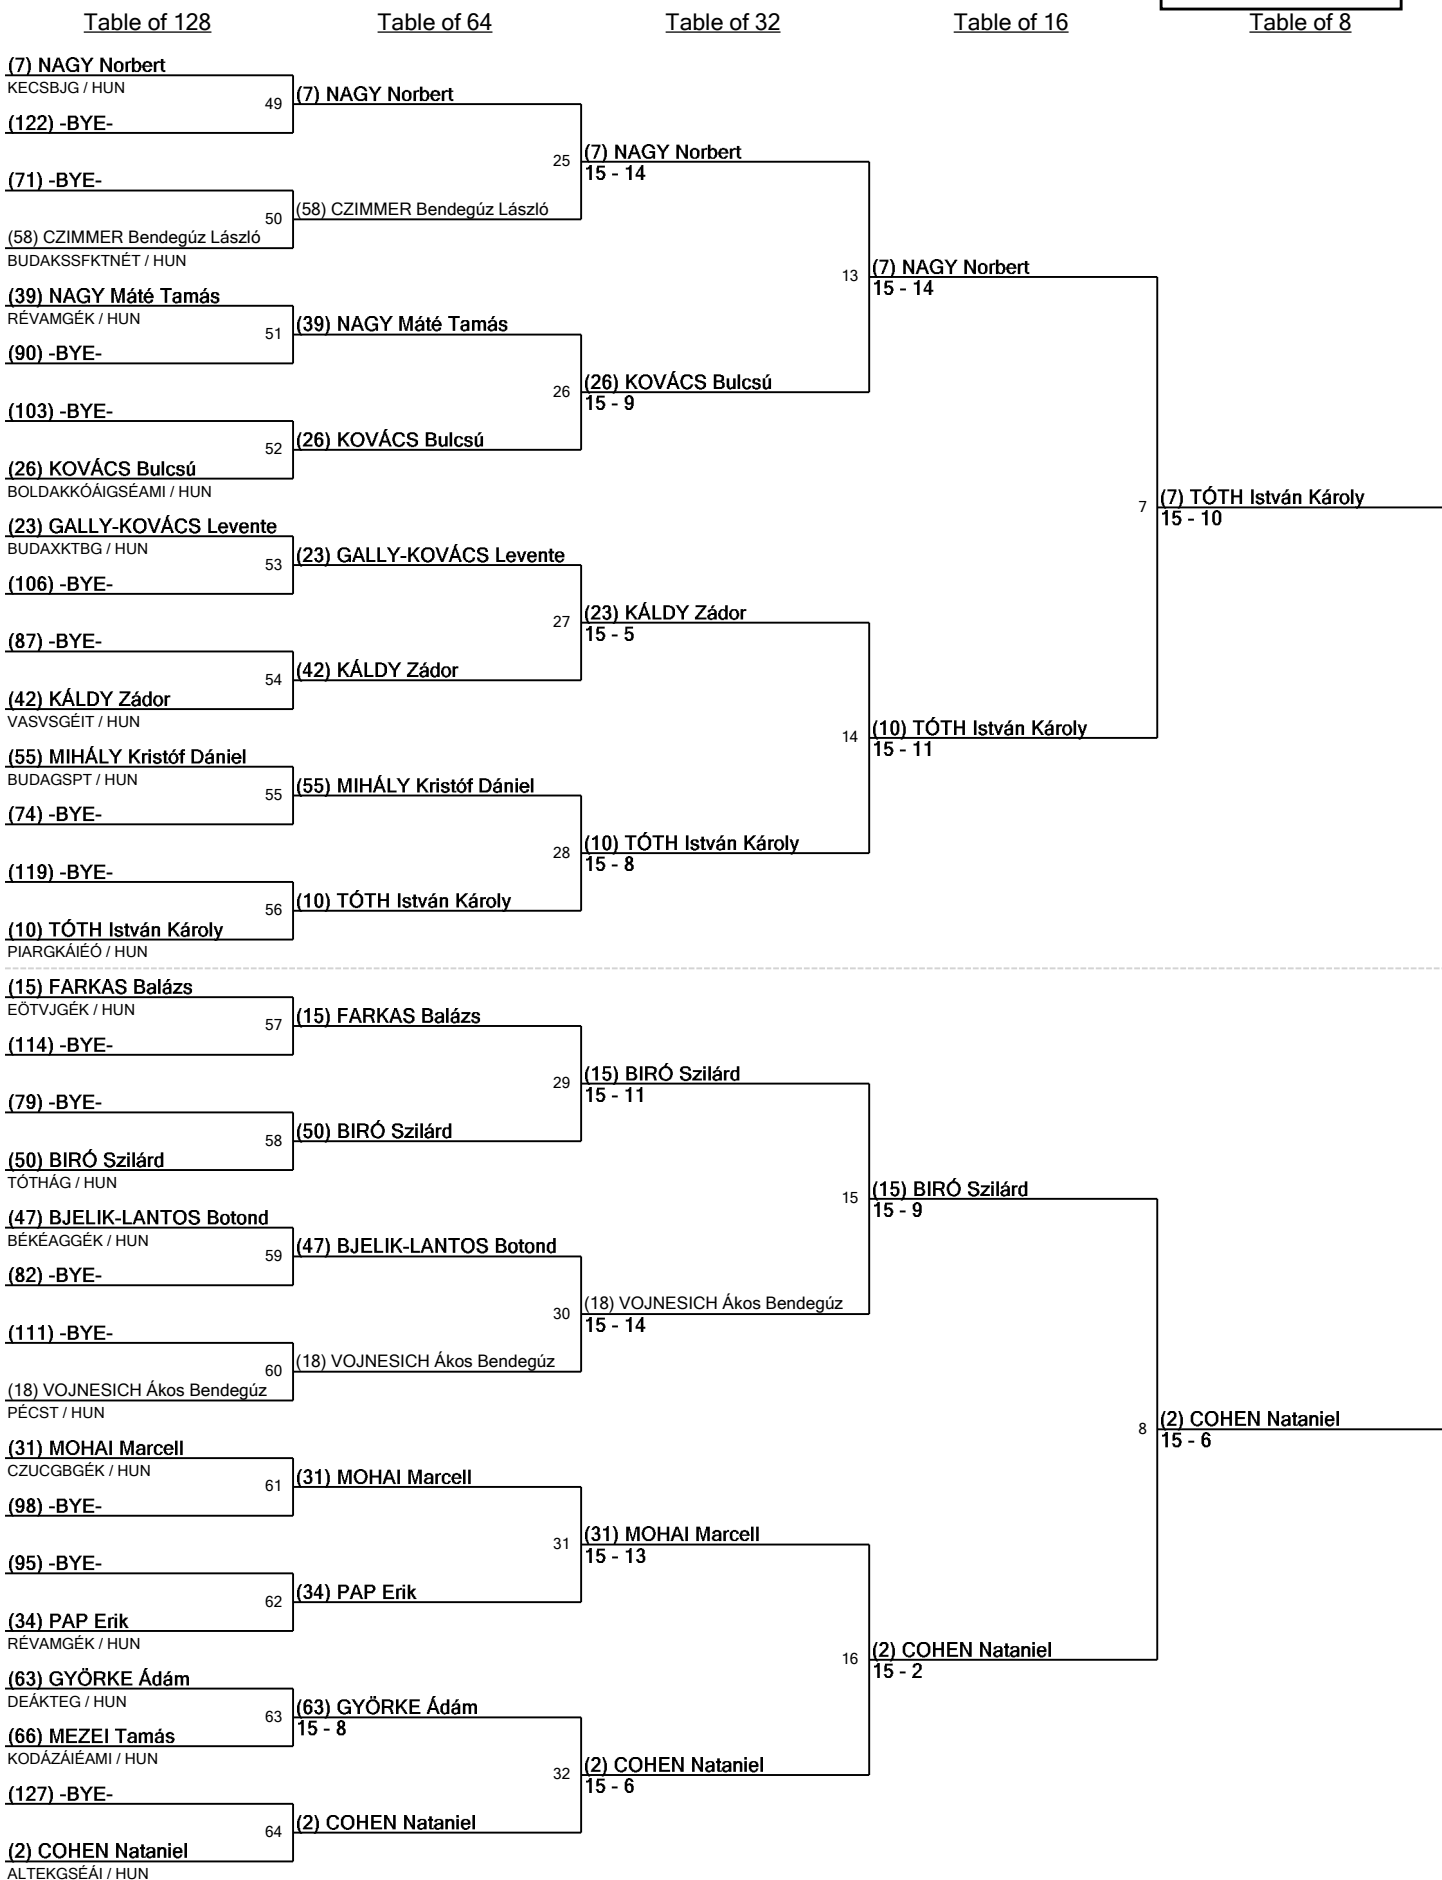 Table of 128
Table of 64
Table of 32
Table of 16
Table of 8
(7) NAGY Norbert
KECSBJG / HUN
49
(122) -BYE-
(71) -BYE-
50
(58) CZIMMER Bendegúz László
BUDAKSSFKTNÉT / HUN
(39) NAGY Máté Tamás
RÉVAMGÉK / HUN
51
(90) -BYE-
(103) -BYE-
52
(26) KOVÁCS Bulcsú
BOLDAKKÓÁIGSÉAMI / HUN
(23) GALLY-KOVÁCS Levente
BUDAXKTBG / HUN
53
(106) -BYE-
(87) -BYE-
54
(42) KÁLDY Zádor
VASVSGÉIT / HUN
(55) MIHÁLY Kristóf Dániel
BUDAGSPT / HUN
55
(74) -BYE-
(119) -BYE-
56
(10) TÓTH István Károly
PIARGKÁIÉÓ / HUN
(15) FARKAS Balázs
EÖTVJGÉK / HUN
57
(114) -BYE-
(79) -BYE-
58
(50) BIRÓ Szilárd
TÓTHÁG / HUN
(47) BJELIK-LANTOS Botond
BÉKÉAGGÉK / HUN
59
(82) -BYE-
(111) -BYE-
60
(18) VOJNESICH Ákos Bendegúz
PÉCST / HUN
(31) MOHAI Marcell
CZUCGBGÉK / HUN
61
(98) -BYE-
(95) -BYE-
62
(34) PAP Erik
RÉVAMGÉK / HUN
(63) GYÖRKE Ádám
DEÁKTEG / HUN
63
(66) MEZEI Tamás
KODÁZÁIÉAMI / HUN
(127) -BYE-
64
(2) COHEN Nataniel
ALTEKGSÉÁI / HUN
(7) NAGY Norbert
25
(58) CZIMMER Bendegúz László
(39) NAGY Máté Tamás
26
(26) KOVÁCS Bulcsú
(23) GALLY-KOVÁCS Levente
27
(42) KÁLDY Zádor
(55) MIHÁLY Kristóf Dániel
28
(10) TÓTH István Károly
(15) FARKAS Balázs
29
(50) BIRÓ Szilárd
(47) BJELIK-LANTOS Botond
30
(18) VOJNESICH Ákos Bendegúz
(31) MOHAI Marcell
31
(34) PAP Erik
(63) GYÖRKE Ádám
15 - 8
32
(2) COHEN Nataniel
(7) NAGY Norbert
15 - 14
13
(26) KOVÁCS Bulcsú
15 - 9
(23) KÁLDY Zádor
15 - 5
14
(10) TÓTH István Károly
15 - 8
(15) BIRÓ Szilárd
15 - 11
15
(18) VOJNESICH Ákos Bendegúz
15 - 14
(31) MOHAI Marcell
15 - 13
16
(2) COHEN Nataniel
15 - 6
(7) NAGY Norbert
15 - 14
7
(10) TÓTH István Károly
15 - 11
(15) BIRÓ Szilárd
15 - 9
8
(2) COHEN Nataniel
15 - 2
(7) TÓTH István Károly
15 - 10
(2) COHEN Nataniel
15 - 6